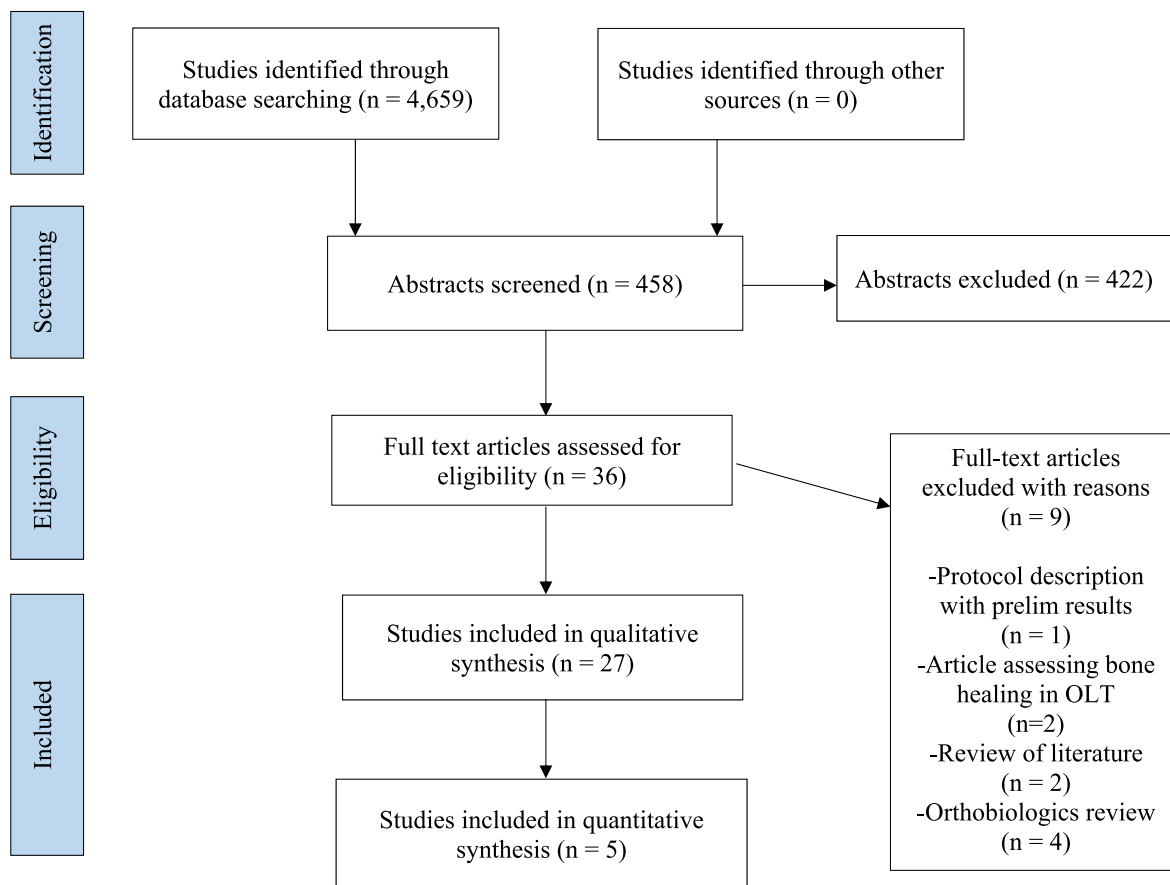 Identification
Studies identified through
database searching (n = 4,659)
Studies identified through other
sources (n = 0)
Screening
Abstracts screened (n = 458)
Abstracts excluded (n = 422)
Eligibility
Full text articles assessed for
eligibility (n = 36)
Full-text articles
excluded with reasons
(n = 9)
-Protocol description
with prelim results
(n = 1)
-Article assessing bone
healing in OLT
(n=2)
-Review of literature
(n = 2)
-Orthobiologics review
(n = 4)
Included
Studies included in qualitative
synthesis (n = 27)
Studies included in quantitative
synthesis (n = 5)